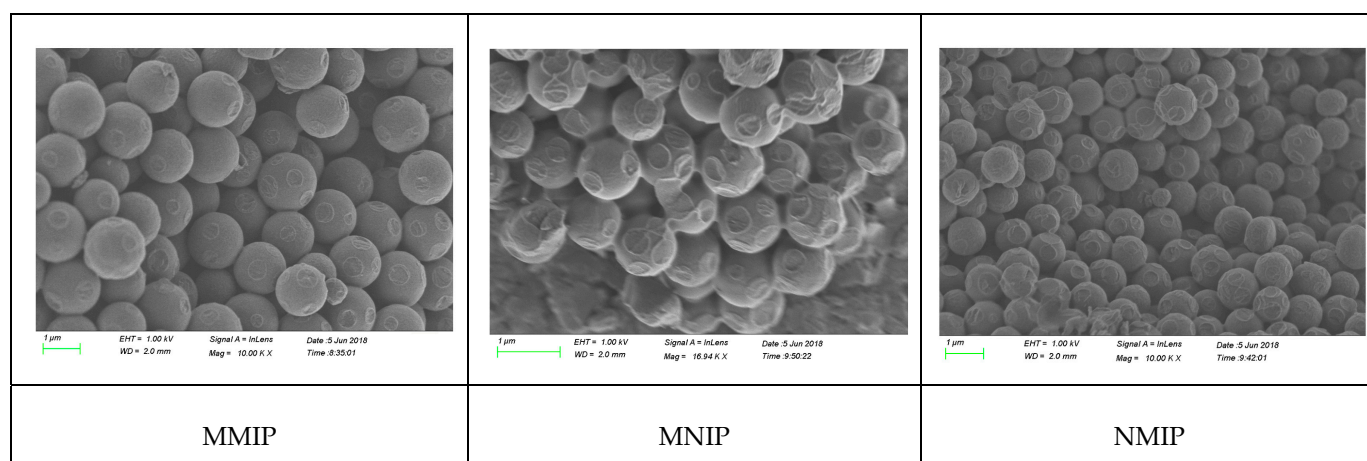 1 µm
EHT = 1.00 kV
Signal A = InLens
Date :5 Jun 2018
WD = 2.0 mm
Mag = 10.00 K X
Time :8:35:01
1 µm
EHT = 1.00 kV
Signal A = InLens
Date :5 Jun 2018
WD = 2.0 mm
Mag = 16.94 K X
Time :9:50:22
1 µm
EHT = 1.00 kV
Signal A = InLens
Date :5 Jun 2018
WD = 2.0 mm
Mag = 10.00 K X
Time :9:42:01
MMIP
MNIP
NMIP